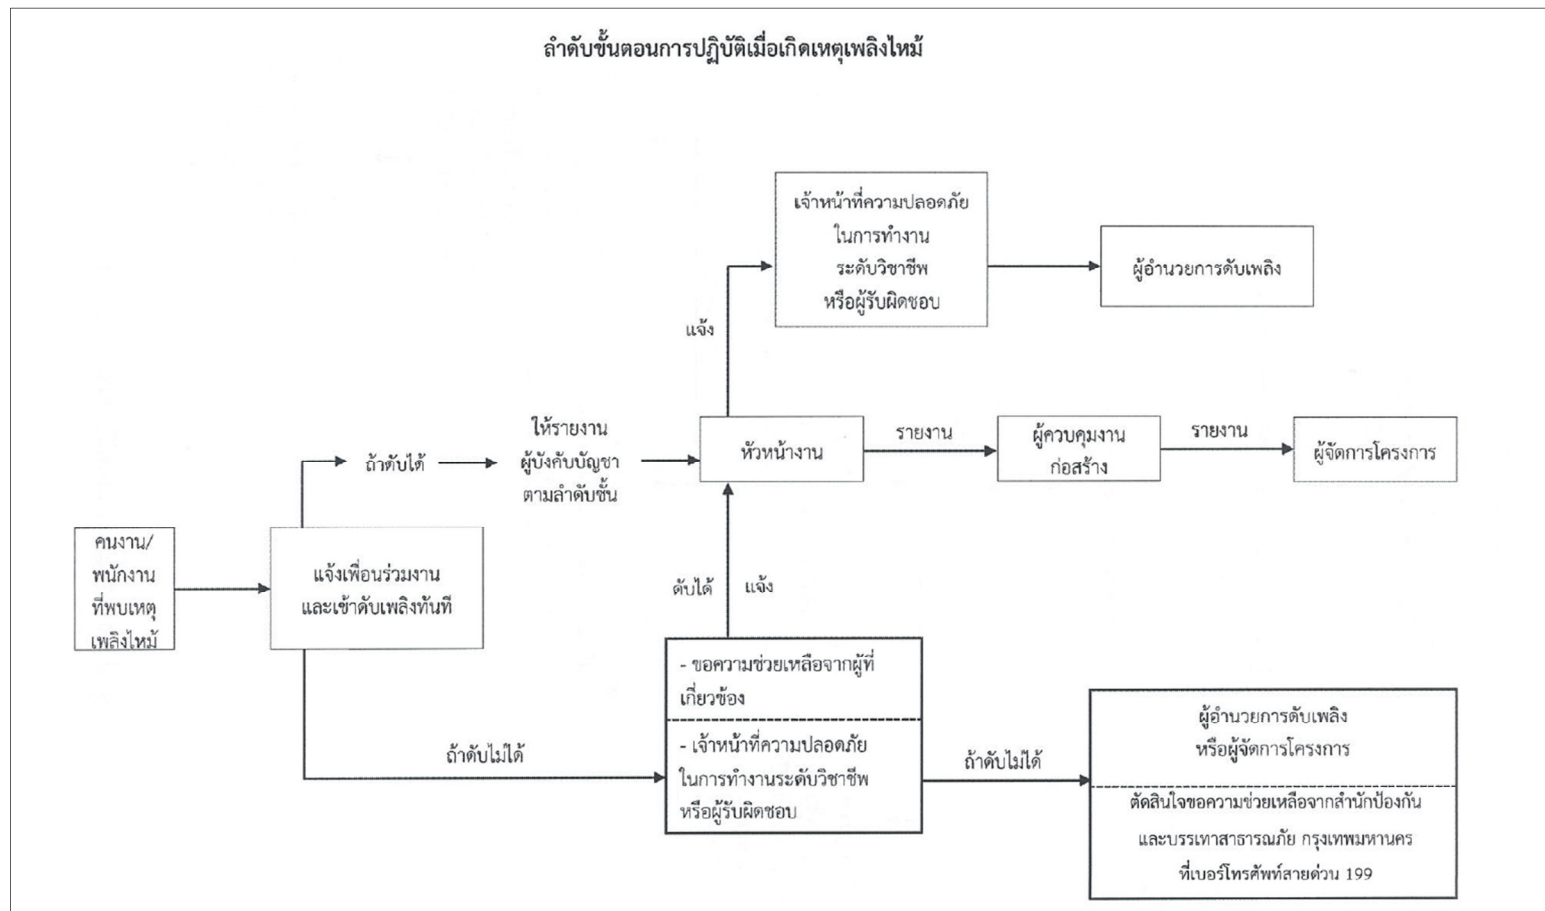 ลำดับขั้นตอนการปฏิบัติเมื่อเกิดเหตุเพลิงไหม้
เจ้าหน้าที่ความปลอดภัย
ในการทำงาน
ระดับวิชาชีพ
หรือผู้รับผิดชอบ
ผู้อำนวยการดับเพลิง
แจ้ง
ให้รายงาน
ผู้บังคับบัญชา
ตามลำดับชั้น
ถ้าดับได้
หัวหน้างาน
รายงาน
ผู้ควบคุมงาน
ก่อสร้าง
รายงาน
ผู้จัดการโครงการ
คนงาน/
พนักงาน
ที่พบเหตุ
เพลิงไหม้
แจ้งเพื่อนร่วมงาน
และเข้าดับเพลิงทันที
ดับได้
แจ้ง
- ขอความช่วยเหลือจากผู้ที่
เกี่ยวข้อง
- เจ้าหน้าที่ความปลอดภัย
ในการทำงานระดับวิชาชีพ
หรือผู้รับผิดชอบ
ถ้าดับไม่ได้
ถ้าดับไม่ได้
ผู้อำนวยการดับเพลิง
หรือผู้จัดการโครงการ
ตัดสินใจขอความช่วยเหลือจากสำนักป้องกัน
และบรรเทาสาธารณภัย กรุงเทพมหานคร
ที่เบอร์โทรศัพท์สายด่วน 199